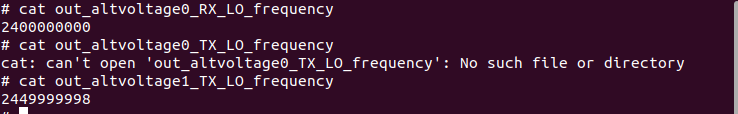 # cat out_altvoltage0_RX_LO_frequency
2400000000
# cat out_altvoltage0_TX_LO_frequency
cat: can't open 'out_altvoltage0_TX_LO_frequency': No such file or directory
# cat out_altvoltage1_TX_LO_frequency
2449999998
#